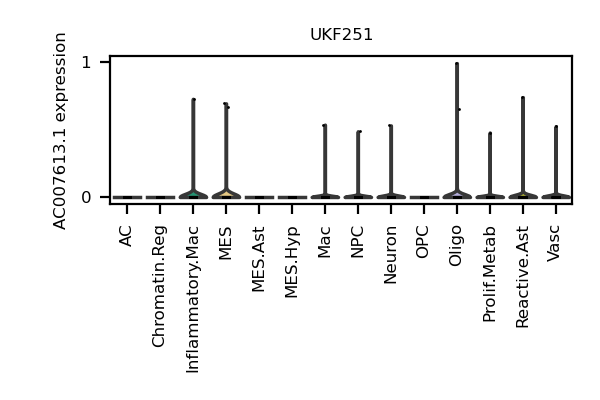 UKF251
AC007613.1 expression
1
0
AC
Chromatin.Reg
Inflammatory.Mac
MES
MES.Ast
MES.Hyp
Mac
NPC
Neuron
OPC
Oligo
Prolif.Metab
Reactive.Ast
Vasc